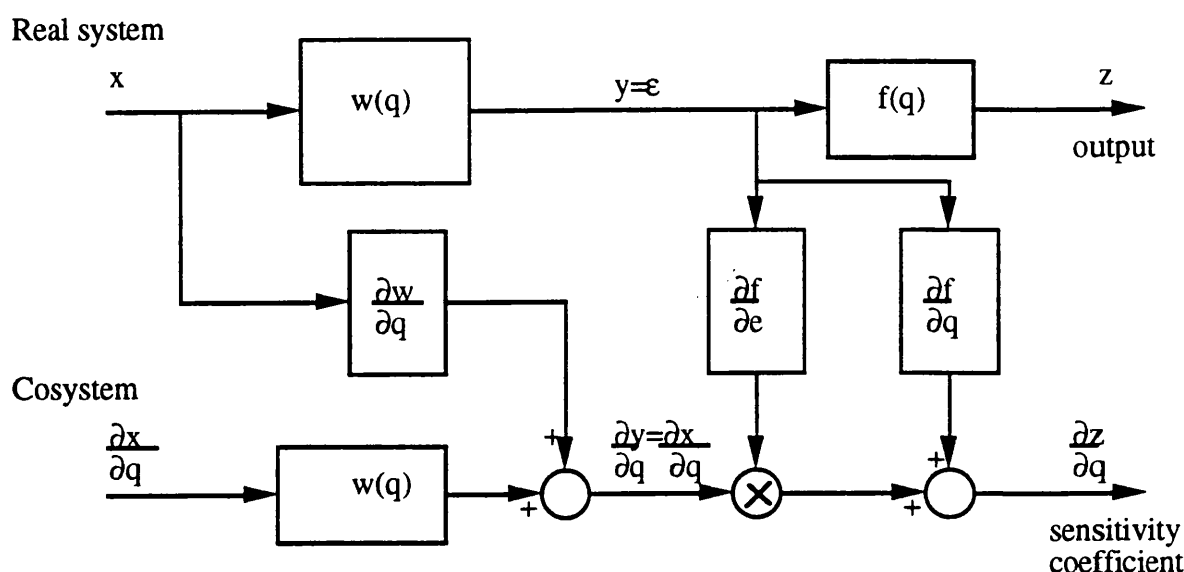 Real system
x
w(q)
y=ε
f(q)
z
output
∂w
∂q
∂f
∂e
∂f
∂q
Cosystem
∂x
∂q
w(q)
+
+
∂y=∂x
∂q ∂q
×
+
+
∂z
∂q
sensitivity
coefficient